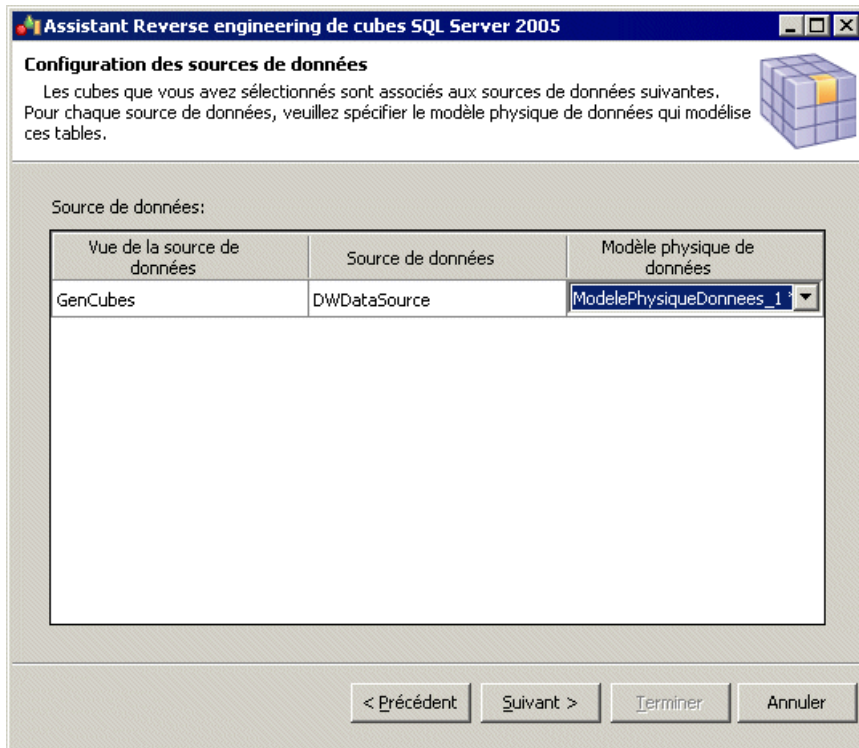 Assistant Reverse engineering de cubes SQL Server 2005
Configuration des sources de données
Les cubes que vous avez sélectionnés sont associés aux sources de données suivantes.
Pour chaque source de données, veuillez spécifier le modèle physique de données qui modélise
ces tables.
Source de données:
Vue de la source de
données
Source de données
Modèle physique de
données
GenCubes
DWDataSource
ModelePhysiqueDonnees_1 *
< Précédent
Suivant >
Terminer
Annuler